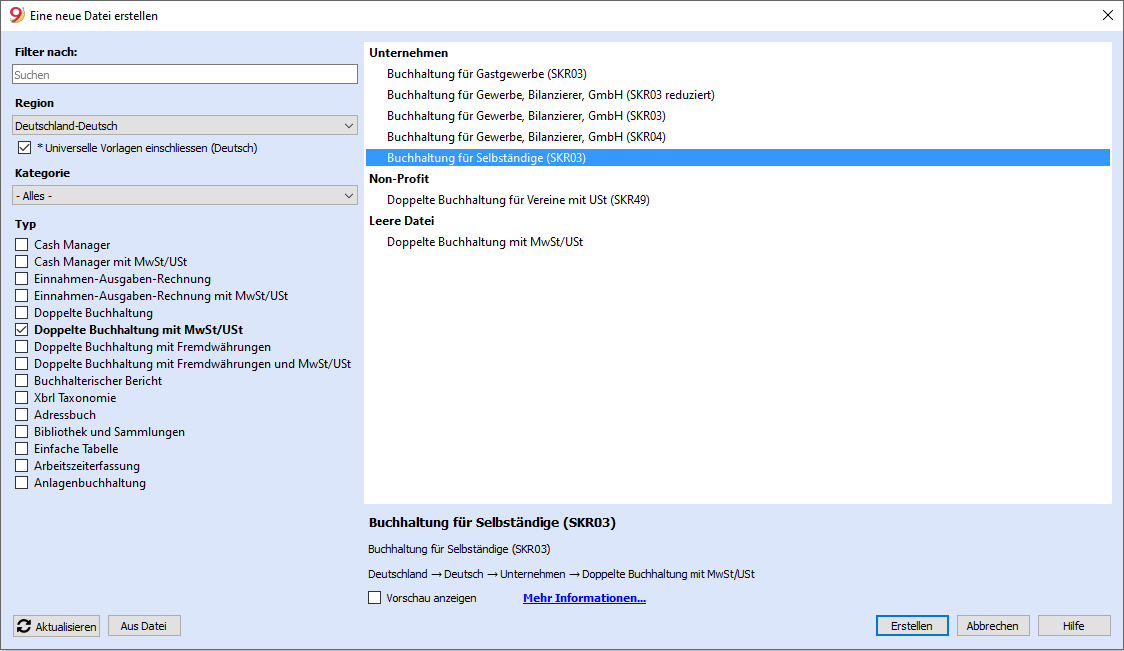 Eine neue Datei erstellen
Filter nach:
Suchen
Region
Deutschland-Deutsch
* Universelle Vorlagen einschliessen (Deutsch)
Kategorie
- Alles -
Typ
Cash Manager
Cash Manager mit MwSt/USt
Einnahmen-Ausgaben-Rechnung
Einnahmen-Ausgaben-Rechnung mit MwSt/USt
Doppelte Buchhaltung
Doppelte Buchhaltung mit MwSt/USt
Doppelte Buchhaltung mit Fremdwährungen
Doppelte Buchhaltung mit Fremdwährungen und MwSt/USt
Buchhalterischer Bericht
Xbrl Taxonomie
Adressbuch
Bibliothek und Sammlungen
Einfache Tabelle
Arbeitszeiterfassung
Anlagenbuchhaltung
Unternehmen
Buchhaltung für Gastgewerbe (SKR03)
Buchhaltung für Gewerbe, Bilanzierer, GmbH (SKR03 reduziert)
Buchhaltung für Gewerbe, Bilanzierer, GmbH (SKR03)
Buchhaltung für Gewerbe, Bilanzierer, GmbH (SKR04)
Buchhaltung für Selbständige (SKR03)
Non-Profit
Doppelte Buchhaltung für Vereine mit USt (SKR49)
Leere Datei
Doppelte Buchhaltung mit MwSt/USt
Buchhaltung für Selbständige (SKR03)
Buchhaltung für Selbständige (SKR03)
Deutschland → Deutsch → Unternehmen → Doppelte Buchhaltung mit MwSt/USt
Vorschau anzeigen Mehr Informationen...
Aktualisieren Aus Datei Erstellen Abbrechen Hilfe